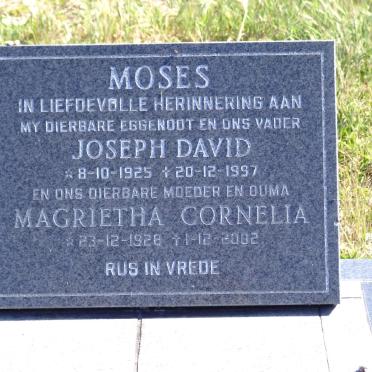 MOSES
IN LIEFDEVOLLE HERINNERING AAN
MY DIERBARE EGGENOOT EN ONS VADER
JOSEPH DAVID
☆8-10-1925 ✝20-12-1997
EN ONS DIERBARE MOEDER EN OUMA
MAGRIETHA CORNELIA
☆23-12-1928 ✝1-12-2002
RUS IN VREDE